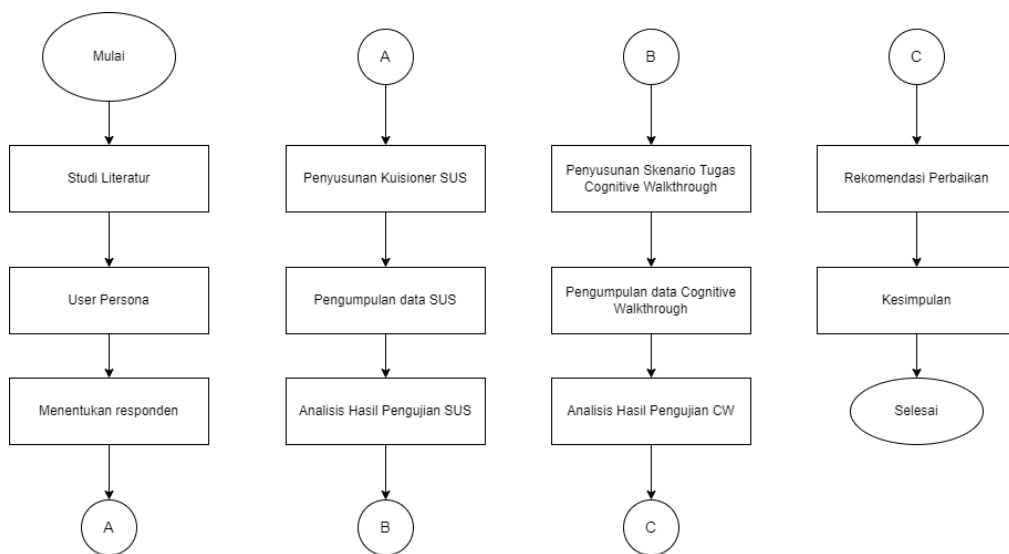 Mulai
Studi Literatur
User Persona
Menentukan responden
A
A
Penyusunan Kuisioner SUS
Pengumpulan data SUS
Analisis Hasil Pengujian SUS
B
B
Penyusunan Skenario Tugas
Cognitive Walkthrough
Pengumpulan data Cognitive
Walkthrough
Analisis Hasil Pengujian CW
C
C
Rekomendasi Perbaikan
Kesimpulan
Selesai